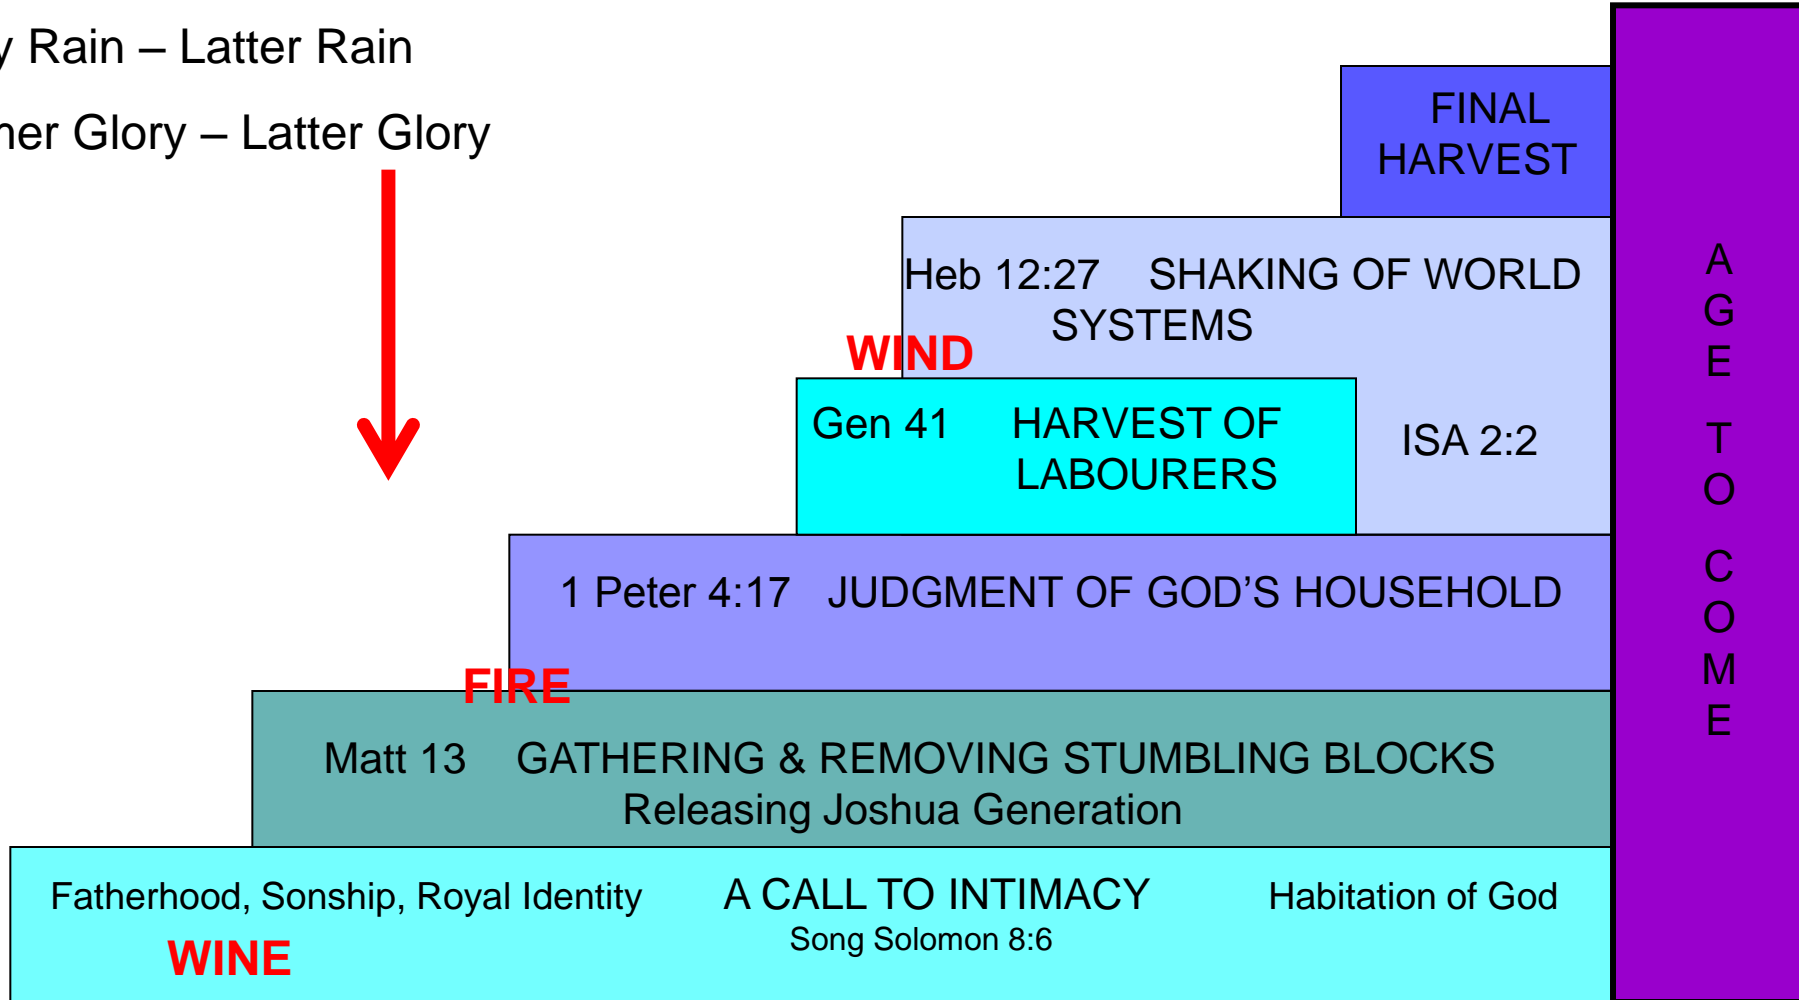 Rain – Latter Rain
Glory – Latter Glory
FINAL
HARVEST
Heb 12:27 SHAKING OF WORLD
SYSTEMS
WIND
Gen 41 HARVEST OF
LABOURERS
ISA 2:2
1 Peter 4:17 JUDGMENT OF GOD’S HOUSEHOLD
FIRE
Matt 13 GATHERING & REMOVING STUMBLING BLOCKS
Releasing Joshua Generation
Fatherhood, Sonship, Royal Identity A CALL TO INTIMACY Habitation of God
Song Solomon 8:6
WINE
AGE TO COME